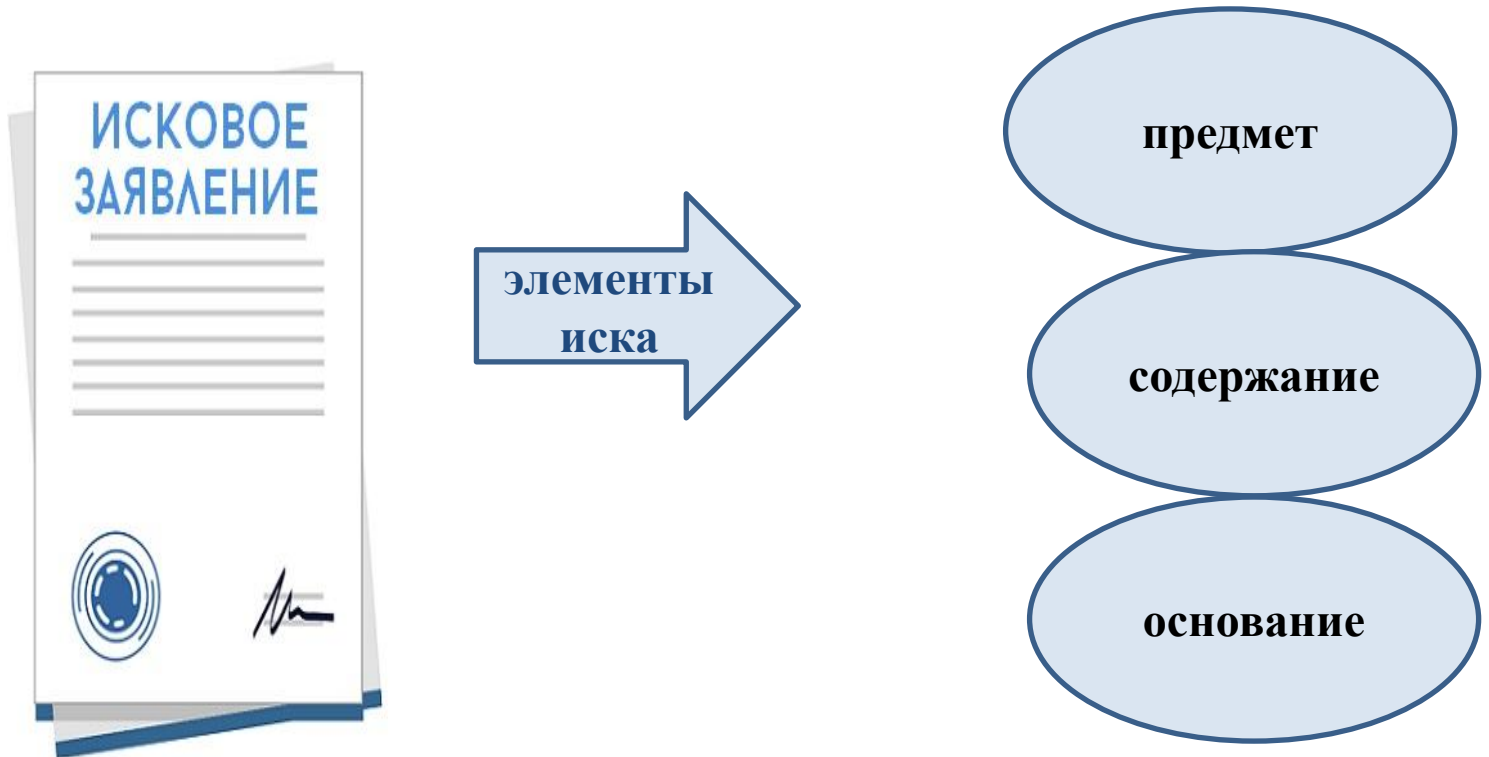 ИСКОВОЕ
ЗАЯВЛЕНИЕ
элементы
иска
предмет
содержание
основание